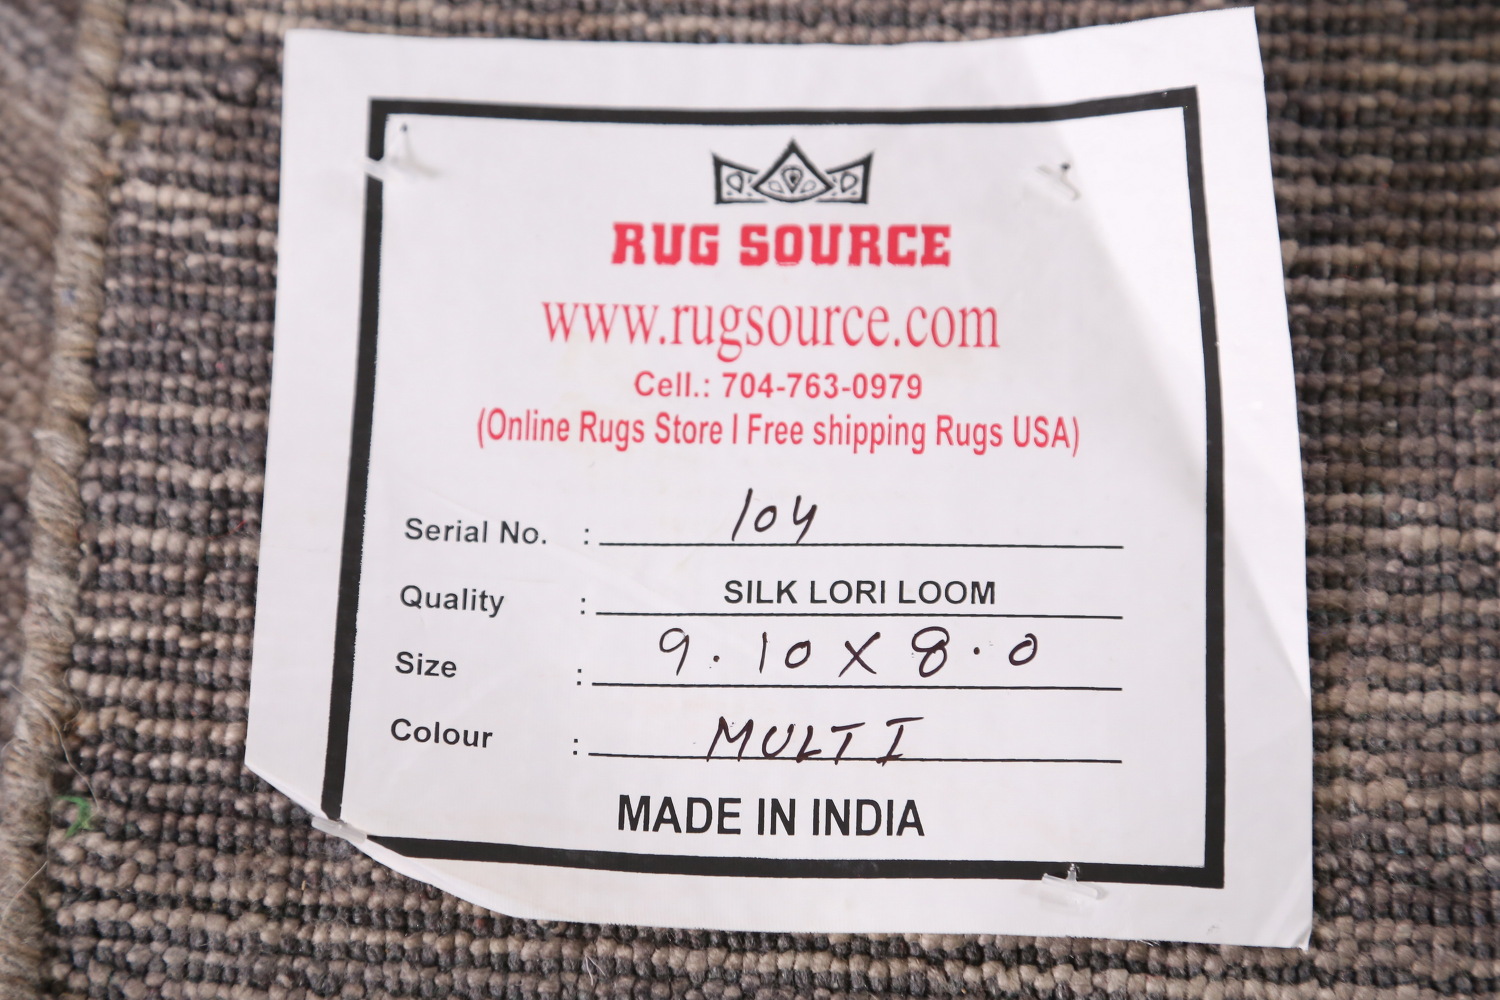 RUG SOURCE
www.rugsource.com
Cell.: 704-763-0979
(Online Rugs Store I Free shipping Rugs USA)
Serial No. : 104
Quality : SILK LORI LOOM
Size : 9.10 X 8.0
Colour : MULTI
MADE IN INDIA